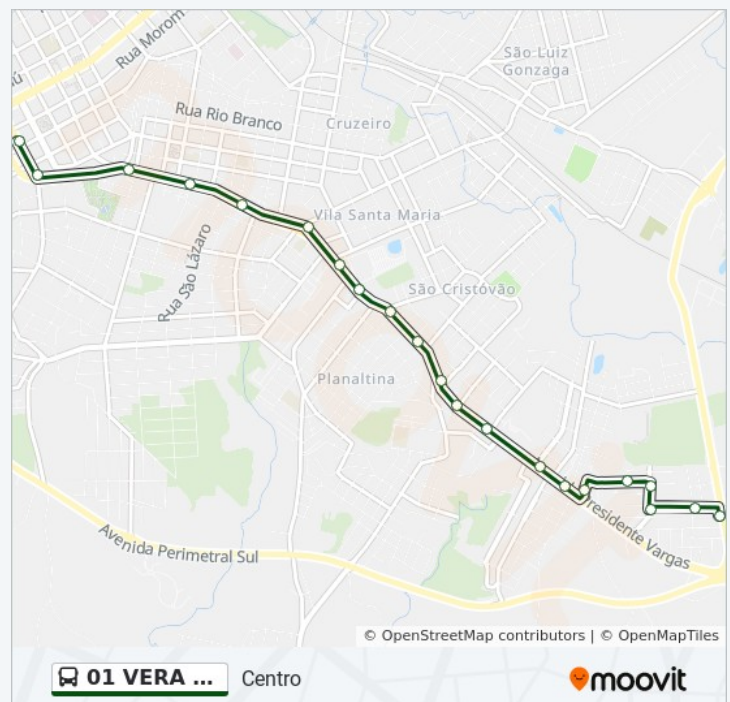 Rua Morom
São Luiz
Gonzaga
Rua Rio Branco
Cruzeiro
Vila Santa Maria
Rua São Lázaro
São Cristóvão
Planaltina
residente Vargas
Avenida Perimetral Sul
© OpenStreetMap contributors | © OpenMapTiles
01 VERA ...
Centro
moovit